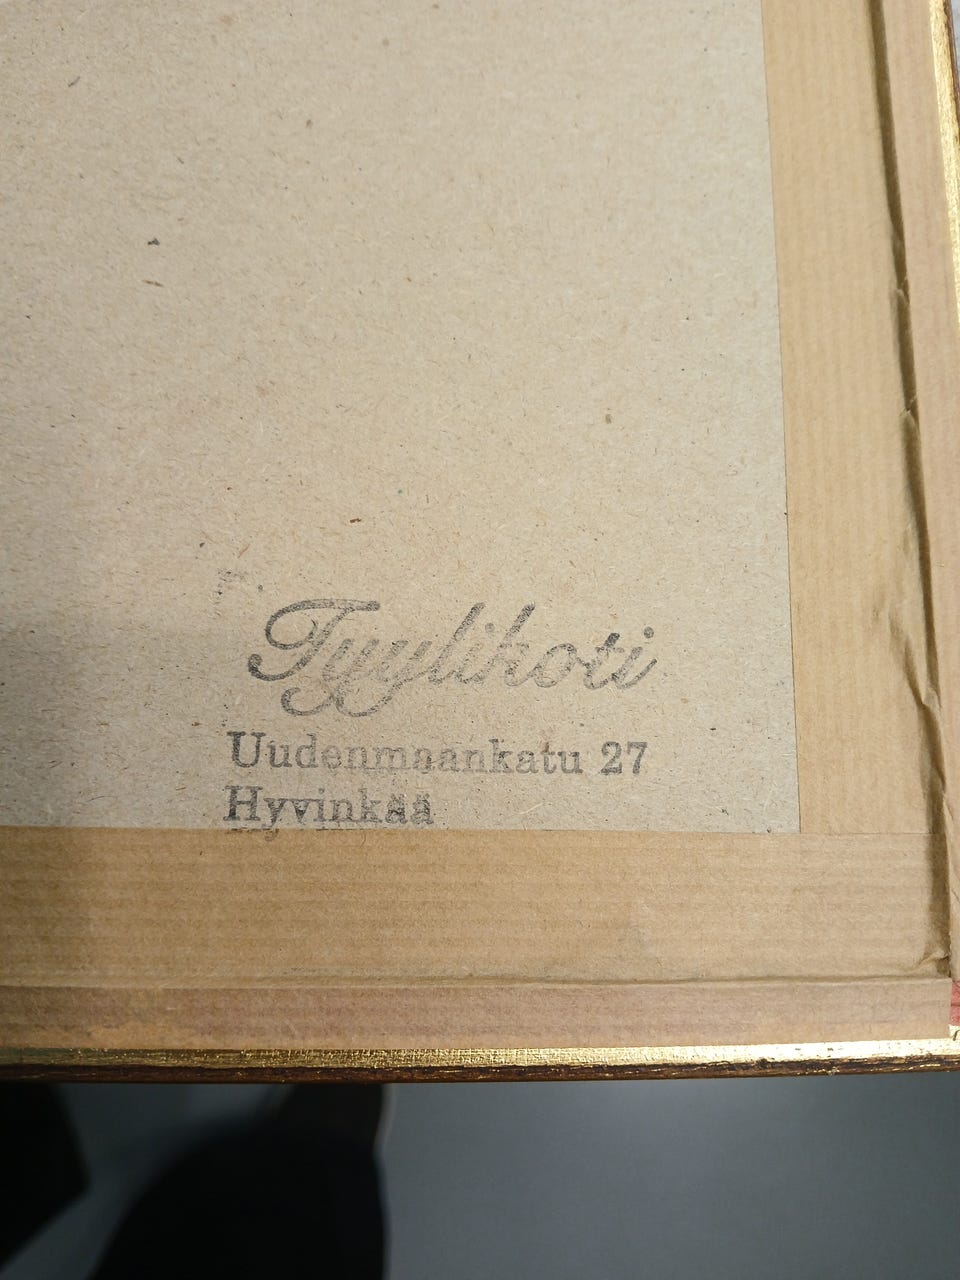 Tyylikoti
Uudenmaankatu 27
Hyvinkää